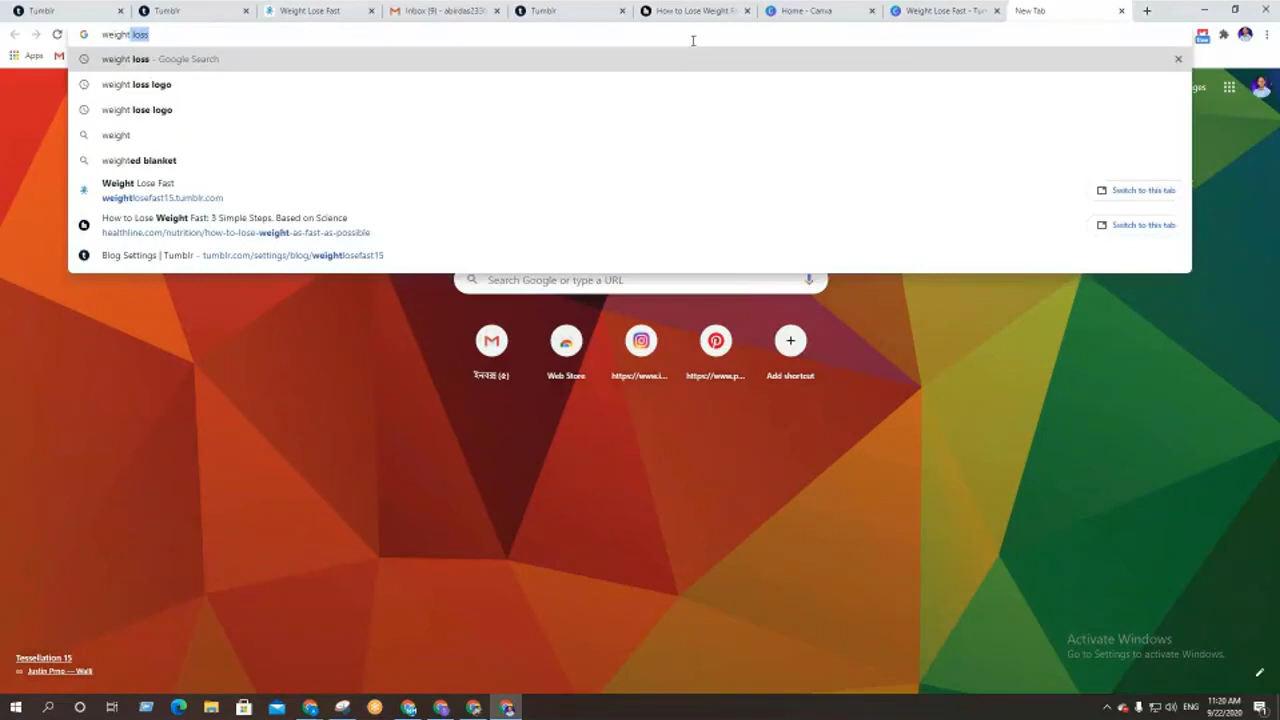 Tumblr
Tumblr
Weight Lose Fast
Inbox (9) - abirdas233
Tumblr
How to Lose Weight F
Home - Canva
Weight Lose Fast - Tum
New Tab
weight loss
Apps
weight loss - Google Search
weight loss logo
weight lose logo
weight
weighted blanket
Weight Lose Fast
weightlosefast15.tumblr.com
Switch to this tab
How to Lose Weight Fast: 3 Simple Steps, Based on Science
healthline.com/nutrition/how-to-lose-weight-as-fast-as-possible
Switch to this tab
Blog Settings | Tumblr - tumblr.com/settings/blog/weightlosefast15
ges
Search Google or type a URL
ইনবক্স (৫)
Web Store
https://www.i...
https://www.p...
Add shortcut
Activate Windows
Go to Settings to activate Windows.
Tessellation 15
ENG
11:20 AM
9/22/2020